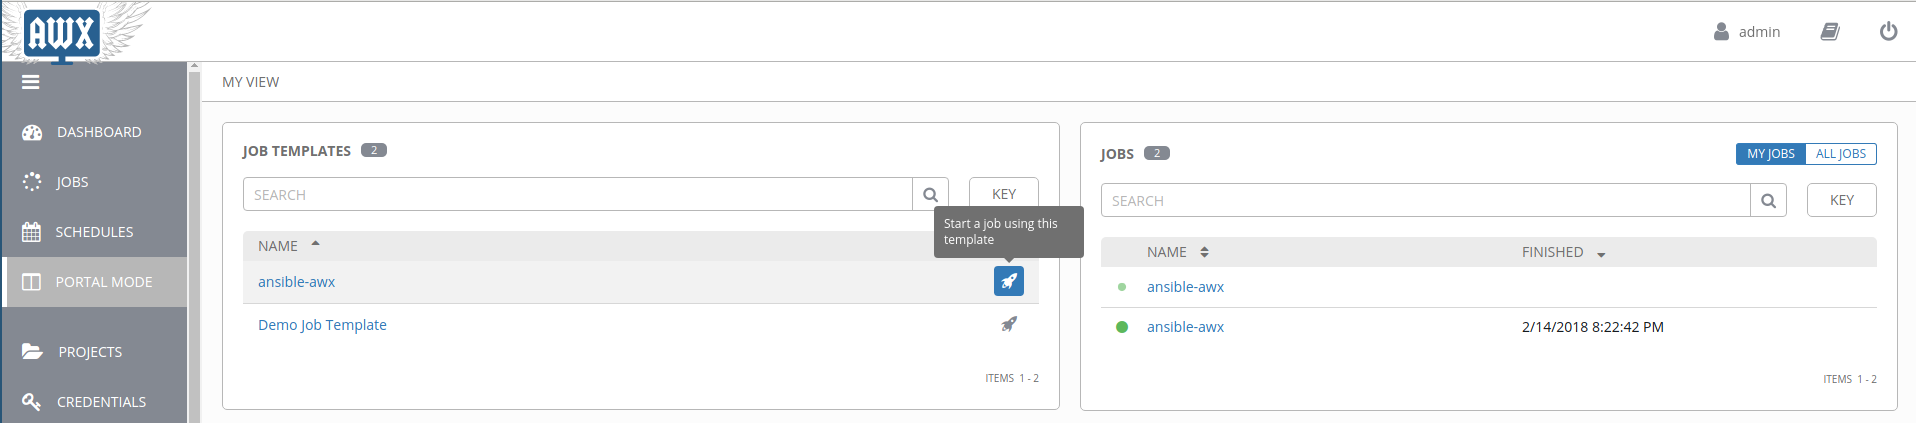 AWX
admin
MY VIEW
DASHBOARD
JOBS
SCHEDULES
PORTAL MODE
PROJECTS
CREDENTIALS
JOB TEMPLATES 2
SEARCH
KEY
Start a job using this
template
NAME
ansible-awx
Demo Job Template
ITEMS 1 - 2
JOBS 2
MY JOBS ALL JOBS
SEARCH
KEY
NAME FINISHED
ansible-awx
ansible-awx 2/14/2018 8:22:42 PM
ITEMS 1 - 2